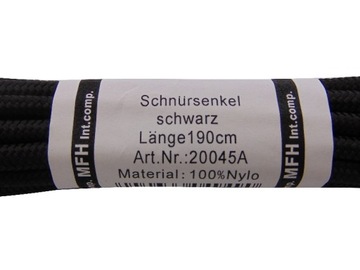 MFH Int.comp.
Schnürsenkel
schwarz
Länge190cm
Art.Nr.:20045A
Material:100%Nylo
MFH Int.comp.